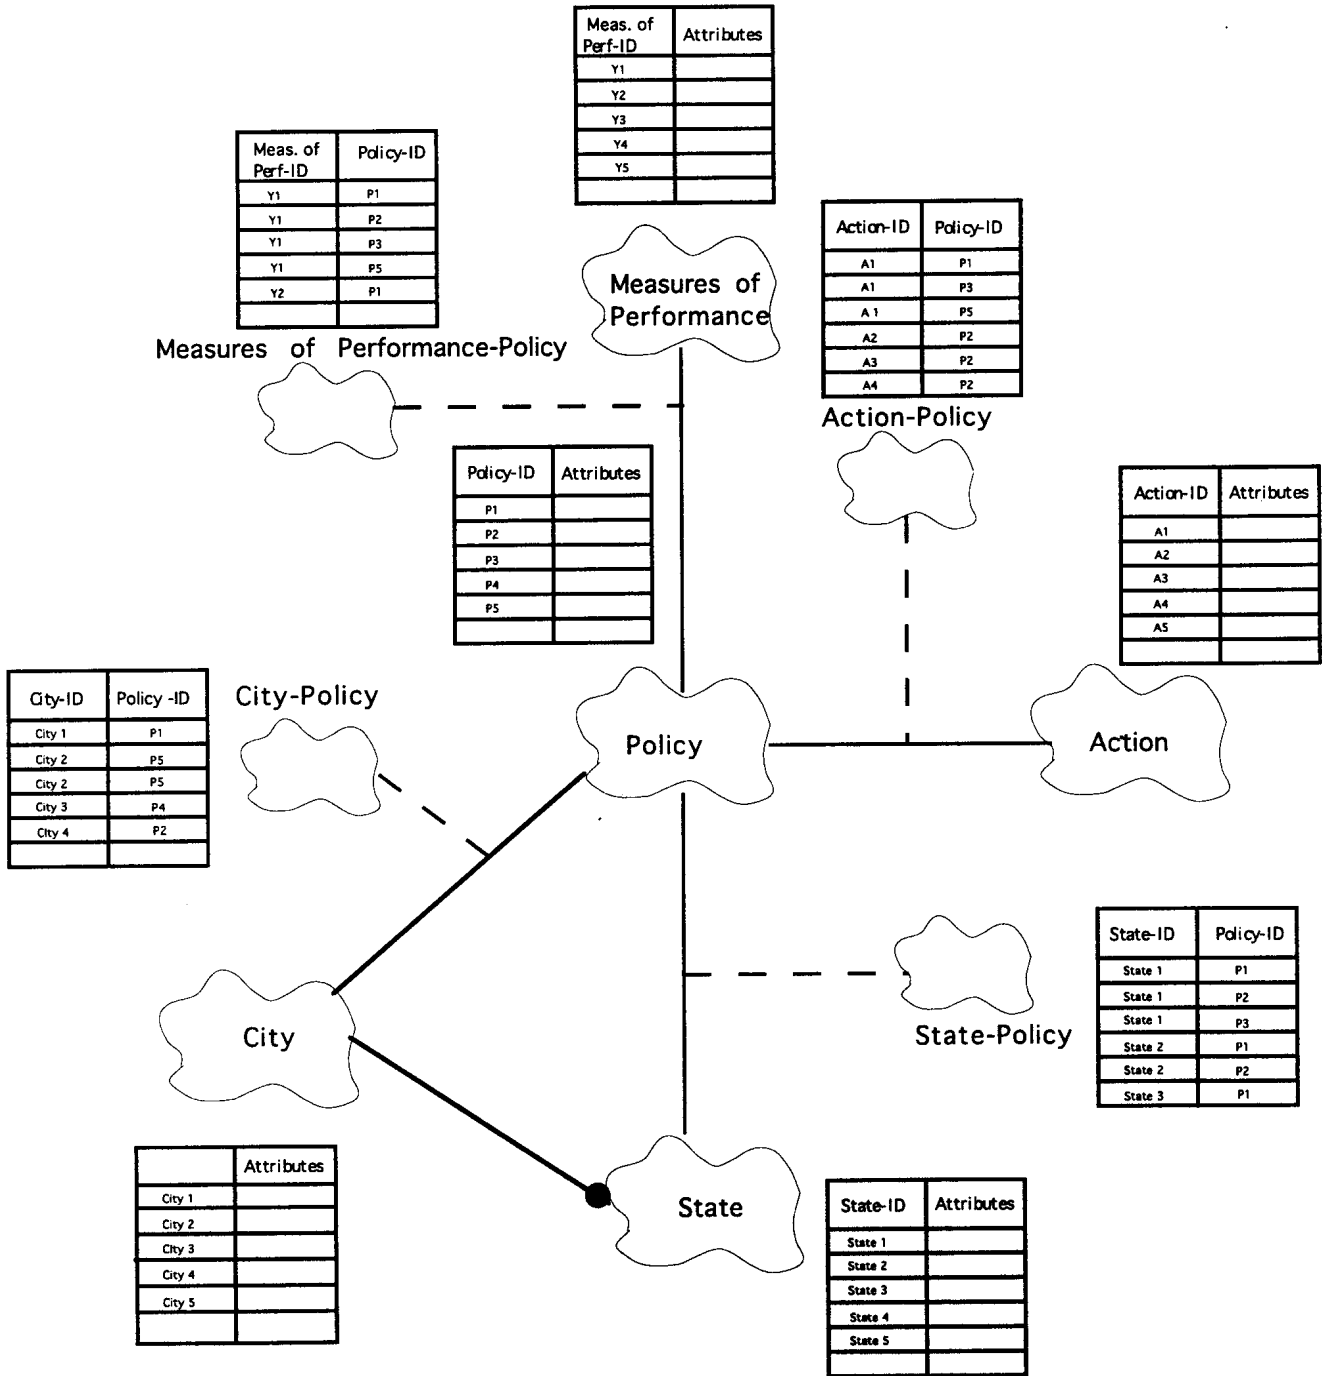 Meas. of Attributes
Perf-ID
Y1
Y2
Y3
Y4
Y5
Meas. of Policy-ID
Perf-ID
Y1 P1
Y1 P2
Y1 P3
Y1 P5
Y2 P1
Measures of Performance-Policy
Measures of
Performance
Action-ID Policy-ID
A1 P1
A1 P3
A 1 P5
A2 P2
A3 P2
A4 P2
Action-Policy
Policy-ID Attributes
P1
P2
P3
P4
P5
Action-ID Attributes
A1
A2
A3
A4
A5
City-ID Policy -ID
City 1 P1
City 2 P5
City 2 P5
City 3 P4
City 4 P2
City-Policy
Policy
Action
State-ID Policy-ID
State 1 P1
State 1 P2
State 1 P3
State 2 P1
State 2 P2
State 3 P1
State-Policy
City
Attributes
City 1
City 2
City 3
City 4
City 5
State
State-ID Attributes
State 1
State 2
State 3
State 4
State 5